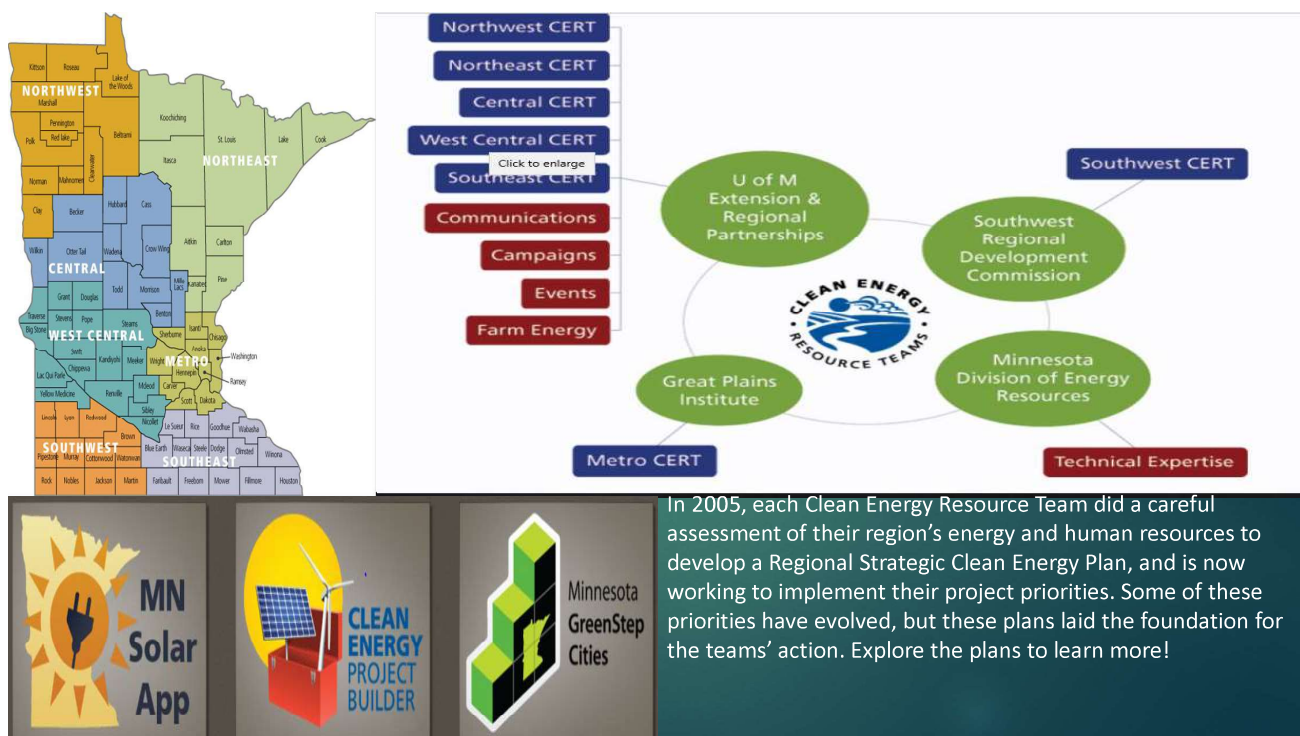 Kittson
Roseau
Lake of
the Woods
NORTHWEST
Marshall
Pennington
Red lake
Polk
Beltrami
Clearwater
Norman
Mahnomen
Clay
Koochiching
St. Louis
Lake
Cook
Itasca
NORTHEAST
Aitkin
Carlton
Pine
Becker
Hubbard
Cass
Wilkin
Otter Tail
Wadena
Crow Wing
CENTRAL
Todd
Morrison
Mille
Lacs
Benton
Grant
Douglas
Traverse
Stevens
Pope
Stearns
Big Stone
WEST CENTRAL
Swift
Kandiyohi
Meeker
Lac Qui Parle
Chippewa
Yellow Medicine
Renville
Mcleod
Sibley
Nicollet
Sherburne
Isanti
Chisago
Anoka
Wright
METRO
Hennepin
Washington
Ramsey
Carver
Scott
Dakota
Lincoln
Lyon
Redwood
Brown
SOUTHWEST
Pipestone
Murray
Cottonwood
Watonwan
Rock
Nobles
Jackson
Martin
Le Sueur
Rice
Goodhue
Wabasha
Blue Earth
Waseca
Steele
Dodge
Olmsted
Winona
SOUTHEAST
Faribault
Freeborn
Mower
Fillmore
Houston
Northwest CERT
Northeast CERT
Central CERT
West Central CERT
Click to enlarge
Southeast CERT
Communications
Campaigns
Events
Farm Energy
U of M
Extension &
Regional
Partnerships
Southwest CERT
Southwest
Regional
Development
Commission
CLEAN ENERGY
RESOURCE TEAMS
Great Plains
Institute
Minnesota
Division of Energy
Resources
Metro CERT
Technical Expertise
MN
Solar
App
CLEAN
ENERGY
PROJECT
BUILDER
Minnesota
GreenStep
Cities
In 2005, each Clean Energy Resource Team did a careful
assessment of their region’s energy and human resources to
develop a Regional Strategic Clean Energy Plan, and is now
working to implement their project priorities. Some of these
priorities have evolved, but these plans laid the foundation for
the teams’ action. Explore the plans to learn more!